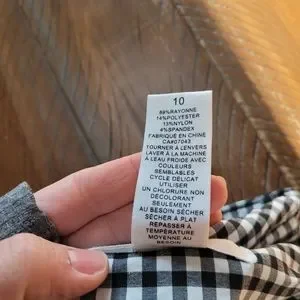 10
69%RAYONNE
14%POLYESTER
13%NYLON
4%SPANDEX
FABRIQUE EN CHINE
CA#07043
TOURNER À L'ENVERS
LAVER À LA MACHINE
À L'EAU FROIDE AVEC
COULEURS
SEMBLABLES
CYCLE DÉLICAT
UTILISER
UN CHLORURE NON
DÉCOLORANT
SEULEMENT
AU BESOIN SÉCHER
SÉCHER À PLAT
REPASSER À
TEMPÉRATURE
MOYENNE AU
BESOIN